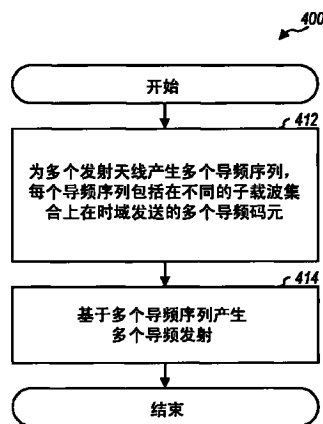 400
开始
412
为多个发射天线产生多个导频序列，
每个导频序列包括在不同的子载波集
合上在时域发送的多个导频码元
414
基于多个导频序列产生
多个导频发射
结束